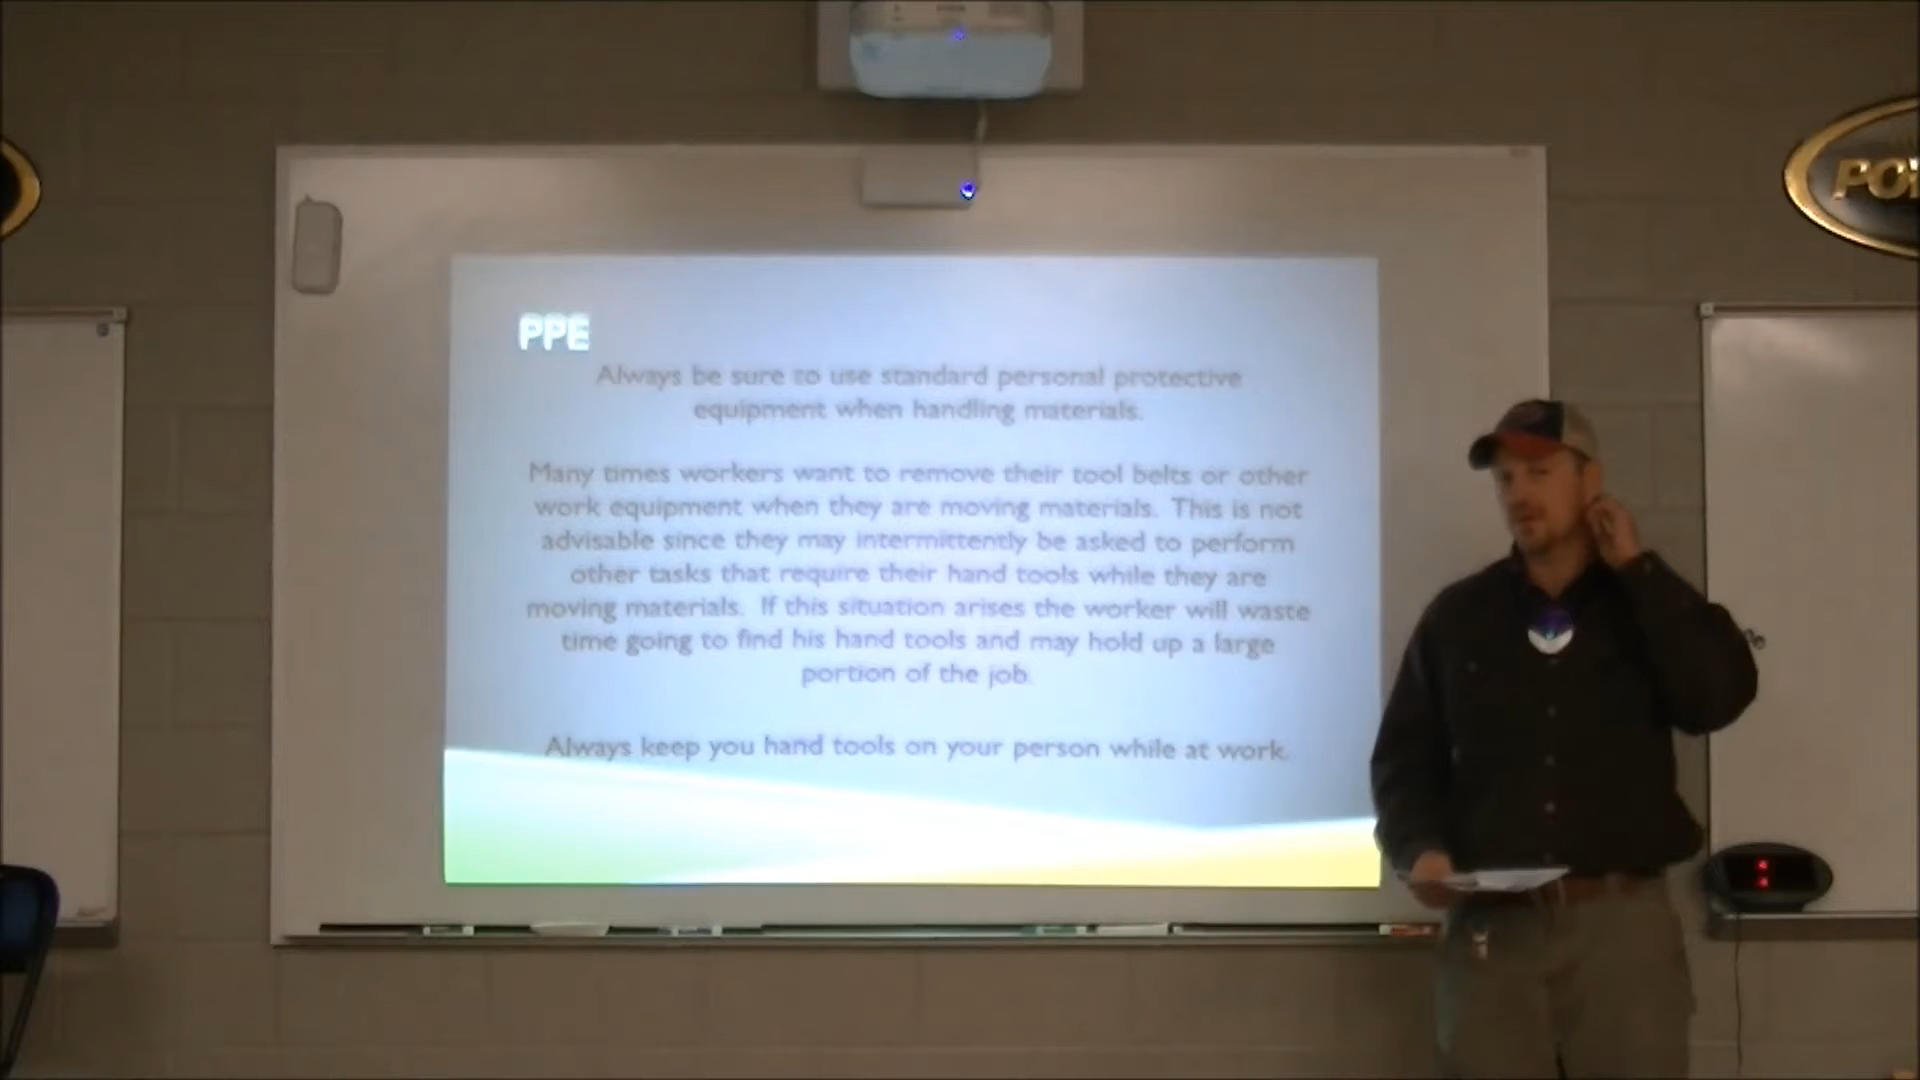 PPE
Always be sure to use standard personal protective
equipment when handling materials.
Many times workers want to remove their tool belts or other
work equipment when they are moving materials. This is not
advisable since they may intermittently be asked to perform
other tasks that require their hand tools while they are
moving materials. If this situation arises the worker will waste
time going to find his hand tools and may hold up a large
portion of the job.
Always keep you hand tools on your person while at work.
PO